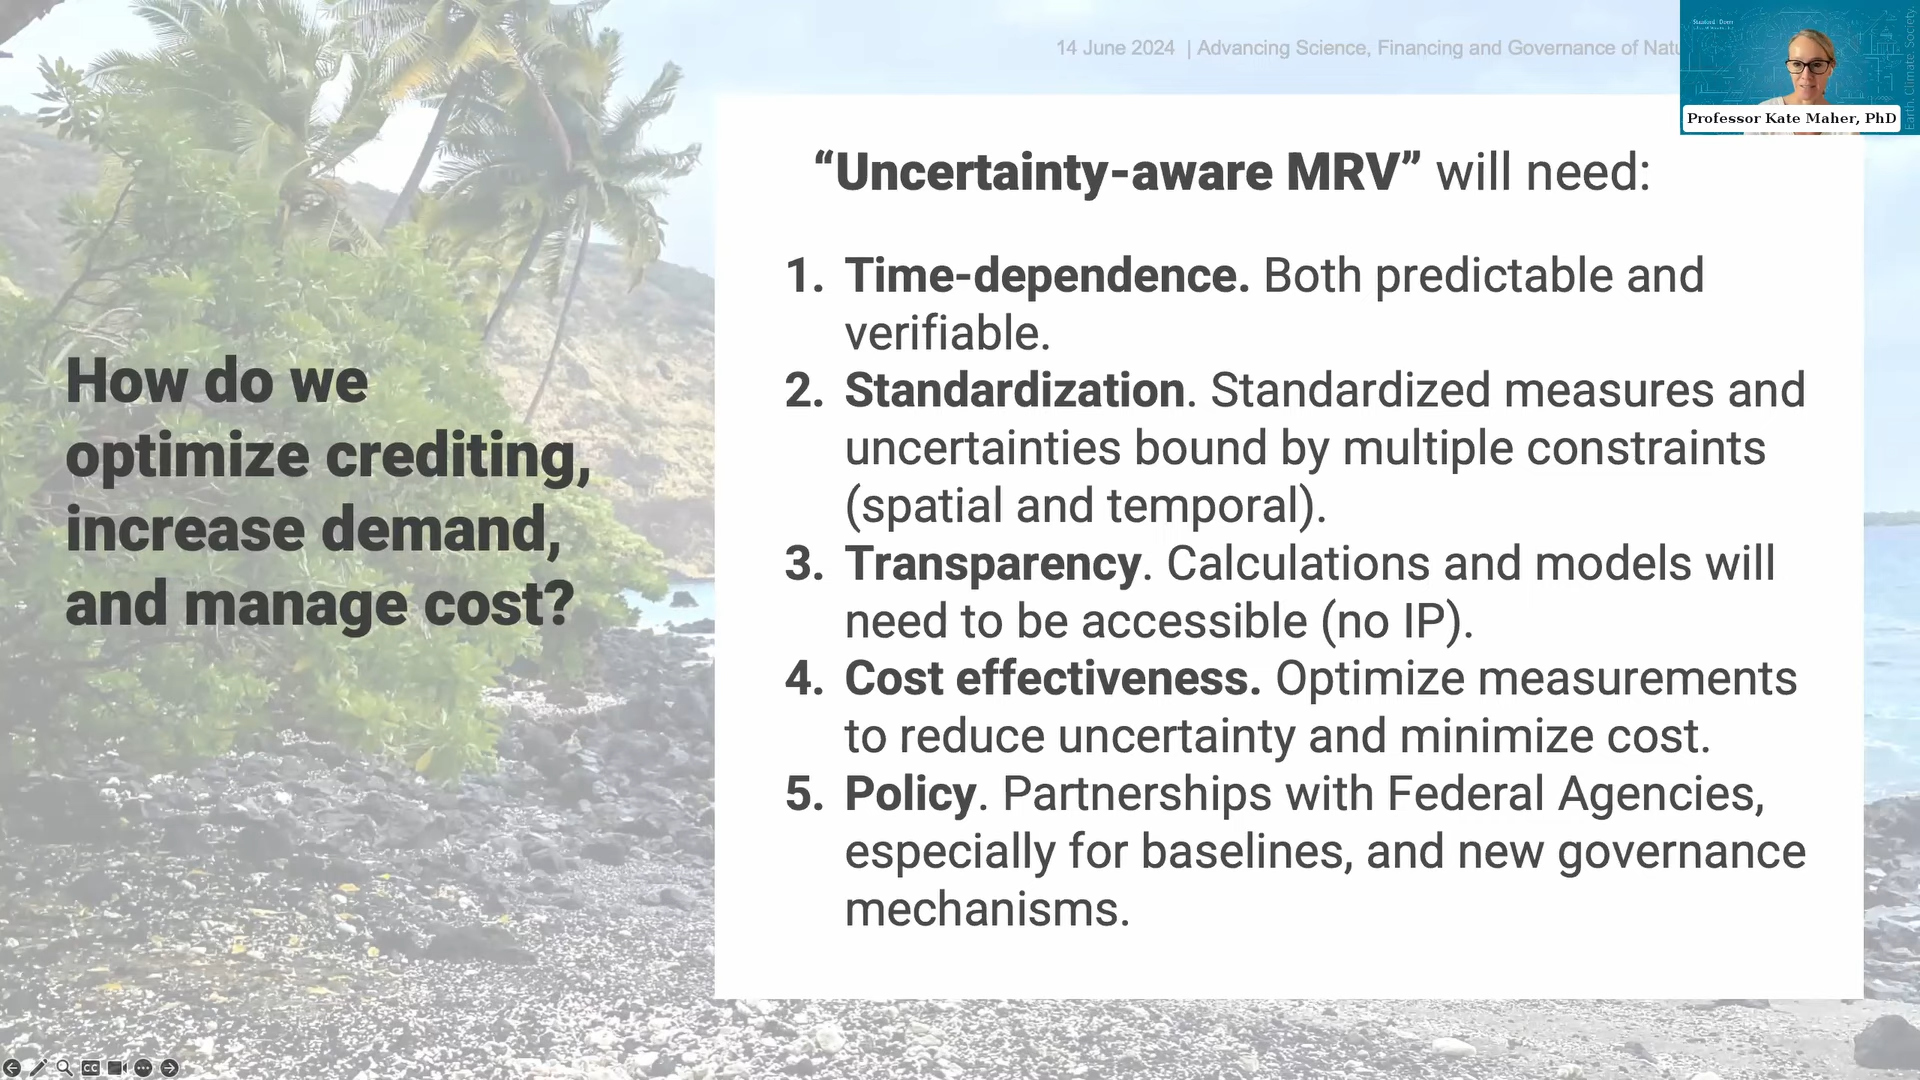 14 June 2024 | Advancing Science, Financing and Governance of Natu
Earth. Climate. Society.
Professor Kate Maher, PhD
How do we
optimize crediting,
increase demand,
and manage cost?
“Uncertainty-aware MRV” will need:
1. Time-dependence. Both predictable and
verifiable.
2. Standardization. Standardized measures and
uncertainties bound by multiple constraints
(spatial and temporal).
3. Transparency. Calculations and models will
need to be accessible (no IP).
4. Cost effectiveness. Optimize measurements
to reduce uncertainty and minimize cost.
5. Policy. Partnerships with Federal Agencies,
especially for baselines, and new governance
mechanisms.
CC